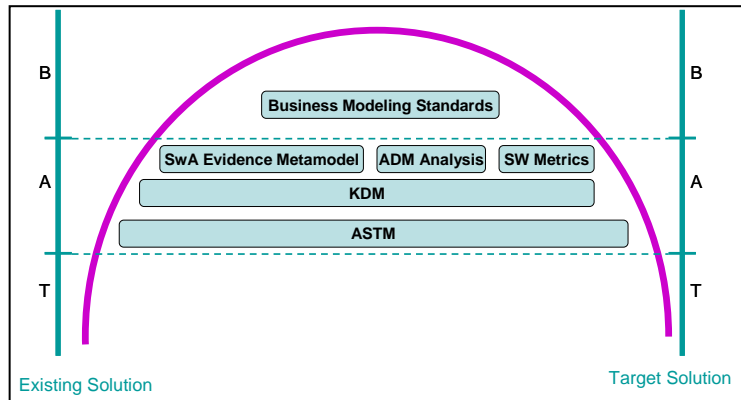 B
B
Business Modeling Standards
SwA Evidence Metamodel
ADM Analysis
SW Metrics
A
A
KDM
ASTM
T
T
Existing Solution
Target Solution